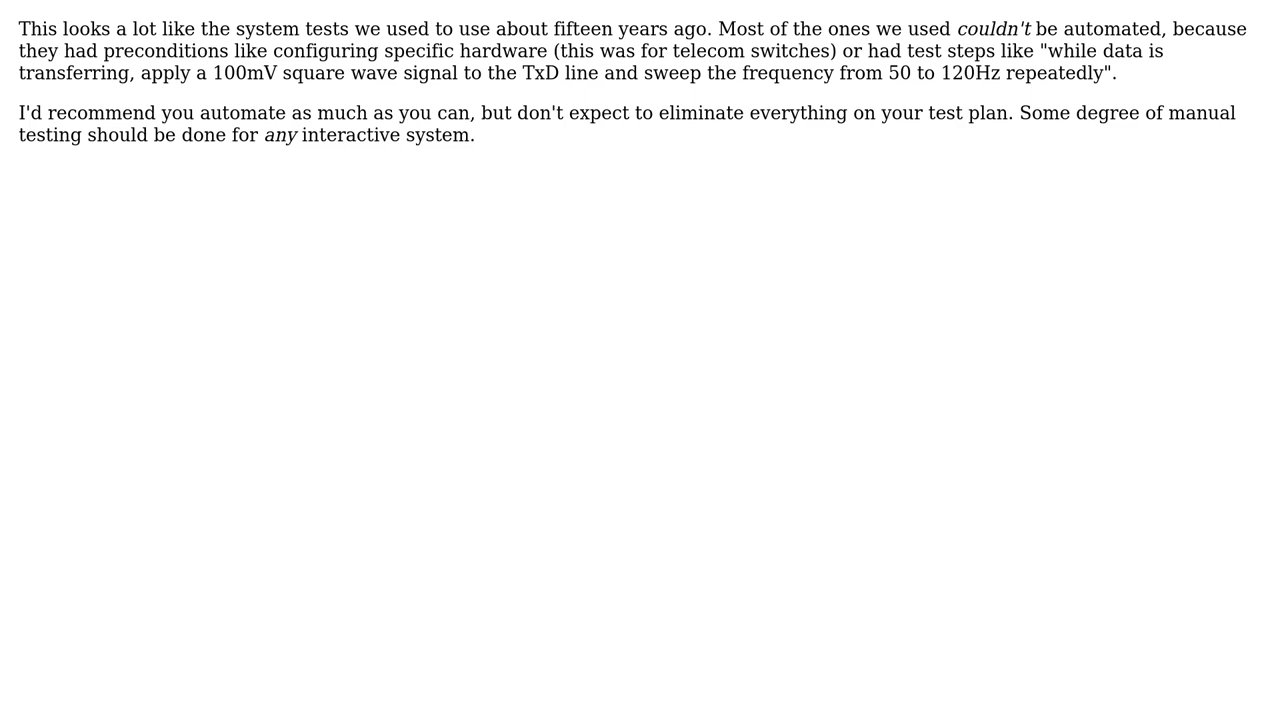 This looks a lot like the system tests we used to use about fifteen years ago. Most of the ones we used couldn't be automated, because
they had preconditions like configuring specific hardware (this was for telecom switches) or had test steps like "while data is
transferring, apply a 100mV square wave signal to the TxD line and sweep the frequency from 50 to 120Hz repeatedly".
I'd recommend you automate as much as you can, but don't expect to eliminate everything on your test plan. Some degree of manual
testing should be done for any interactive system.